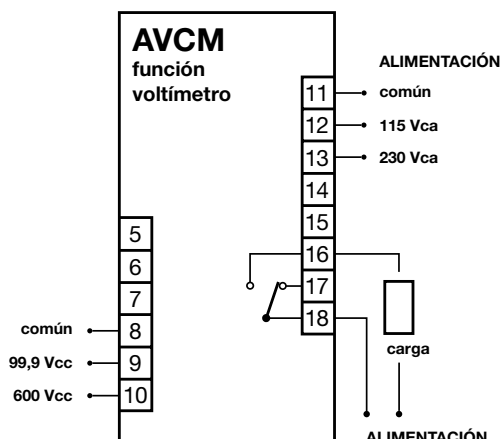 AVCM
función
voltímetro
ALIMENTACIÓN
11 común
12 115 Vca
13 230 Vca
14
15
16
17
18
5
6
7
común 8
99,9 Vcc 9
600 Vcc 10
carga
ALIMENTACIÓN